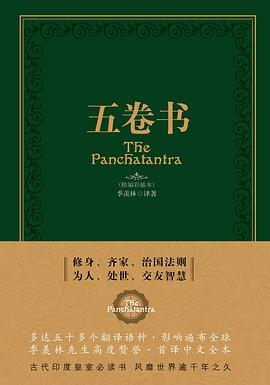 五卷书
The
Panchatantra
(精编彩插本)
季羡林◎译著
修身、齐家、治国法则
为人、处世、交友智慧
The
Panchatantra
多达五十多个翻译语种·影响遍布全球
季羡林先生高度赞誉·首译中文全本
古代印度皇室必读书 风靡世界逾千年之久